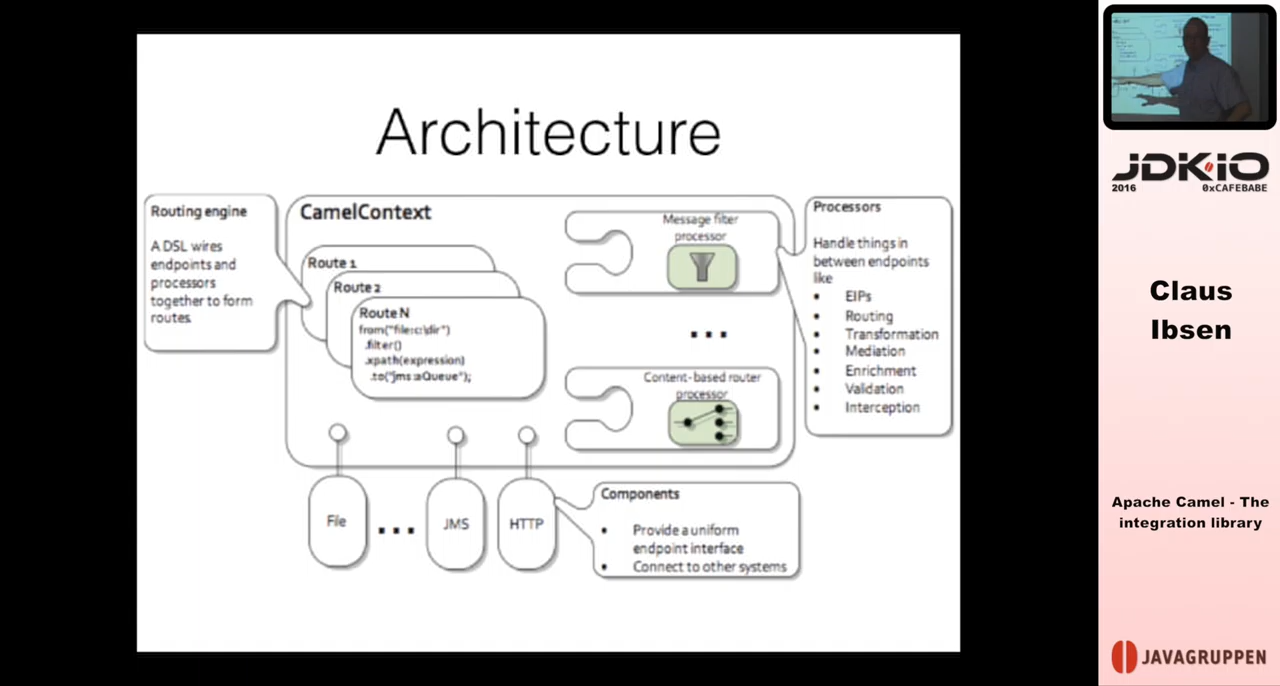 Architecture
Routing engine
A DSL wires
endpoints and
processors
together to form
routes.
CamelContext
Route 1
Route 2
Route N
from("file:c:\dir")
.filter()
.xpath(expression)
.to("jms:aQueue");
Message filter
processor
...
Content-based router
processor
Processors
Handle things in
between endpoints
like
• EIPs
• Routing
• Transformation
• Mediation
• Enrichment
• Validation
• Interception
File
...
JMS
HTTP
Components
• Provide a uniform
endpoint interface
• Connect to other systems
JDK.IO
2016 0xCAFEBABE
Claus
Ibsen
Apache Camel - The
integration library
JAVAGRUPPEN